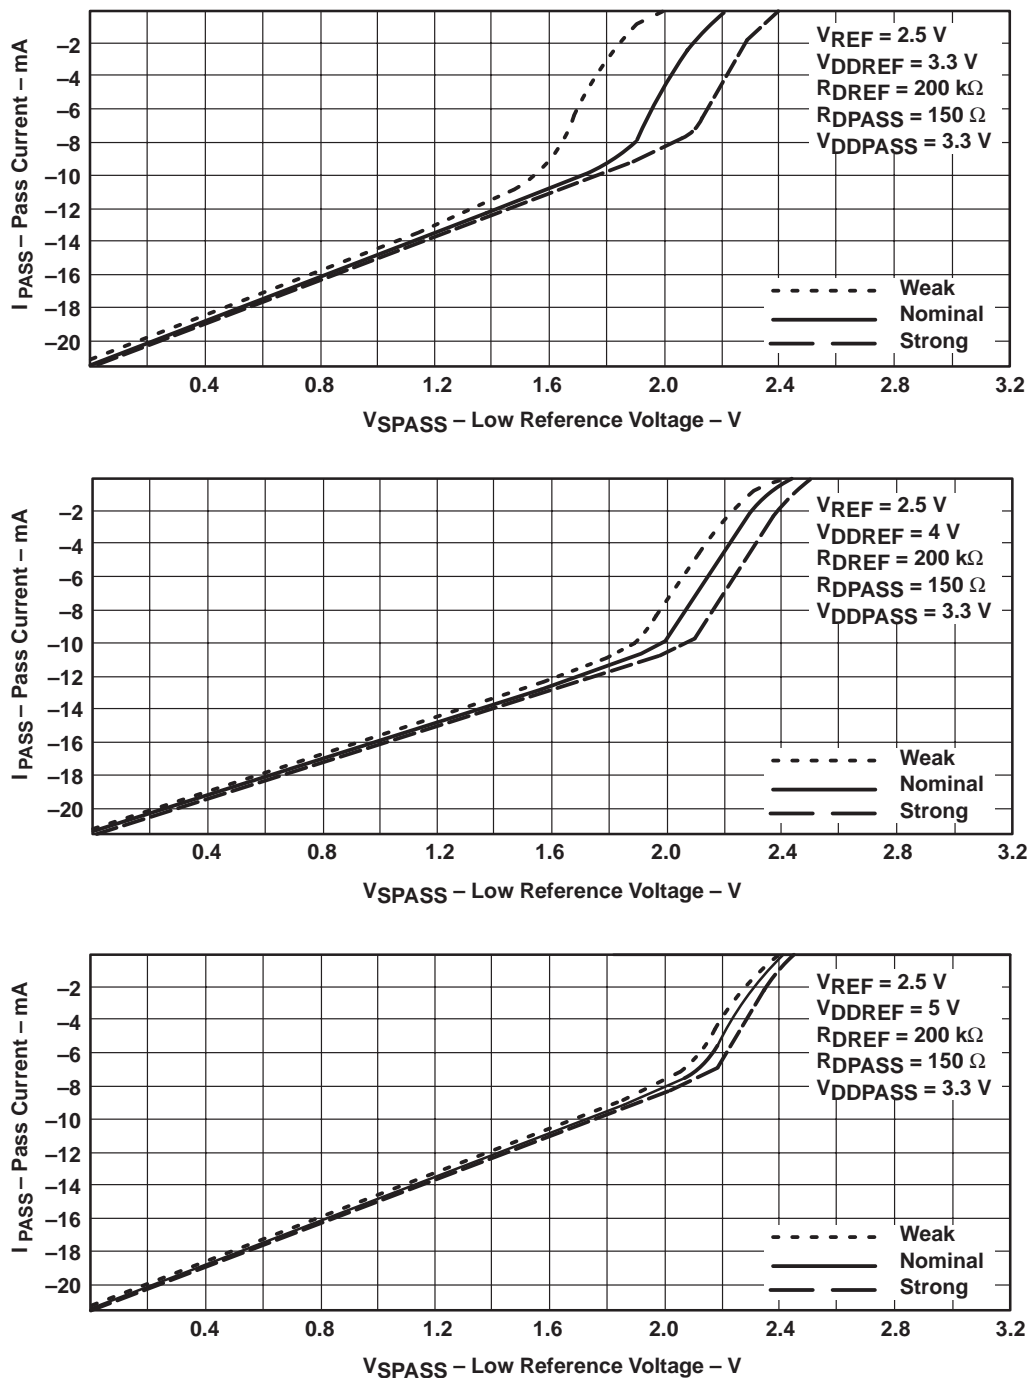 –2
–4
–6
–8
–10
–12
–14
–16
–18
–20
I PASS – Pass Current – mA
VREF = 2.5 V
VDDREF = 3.3 V
RDREF = 200 kΩ
RDPASS = 150 Ω
VDDPASS = 3.3 V
Weak
Nominal
Strong
0.4 0.8 1.2 1.6 2.0 2.4 2.8 3.2
VSPASS – Low Reference Voltage – V
–2
–4
–6
–8
–10
–12
–14
–16
–18
–20
I PASS – Pass Current – mA
VREF = 2.5 V
VDDREF = 4 V
RDREF = 200 kΩ
RDPASS = 150 Ω
VDDPASS = 3.3 V
Weak
Nominal
Strong
0.4 0.8 1.2 1.6 2.0 2.4 2.8 3.2
VSPASS – Low Reference Voltage – V
–2
–4
–6
–8
–10
–12
–14
–16
–18
–20
I PASS – Pass Current – mA
VREF = 2.5 V
VDDREF = 5 V
RDREF = 200 kΩ
RDPASS = 150 Ω
VDDPASS = 3.3 V
Weak
Nominal
Strong
0.4 0.8 1.2 1.6 2.0 2.4 2.8 3.2
VSPASS – Low Reference Voltage – V